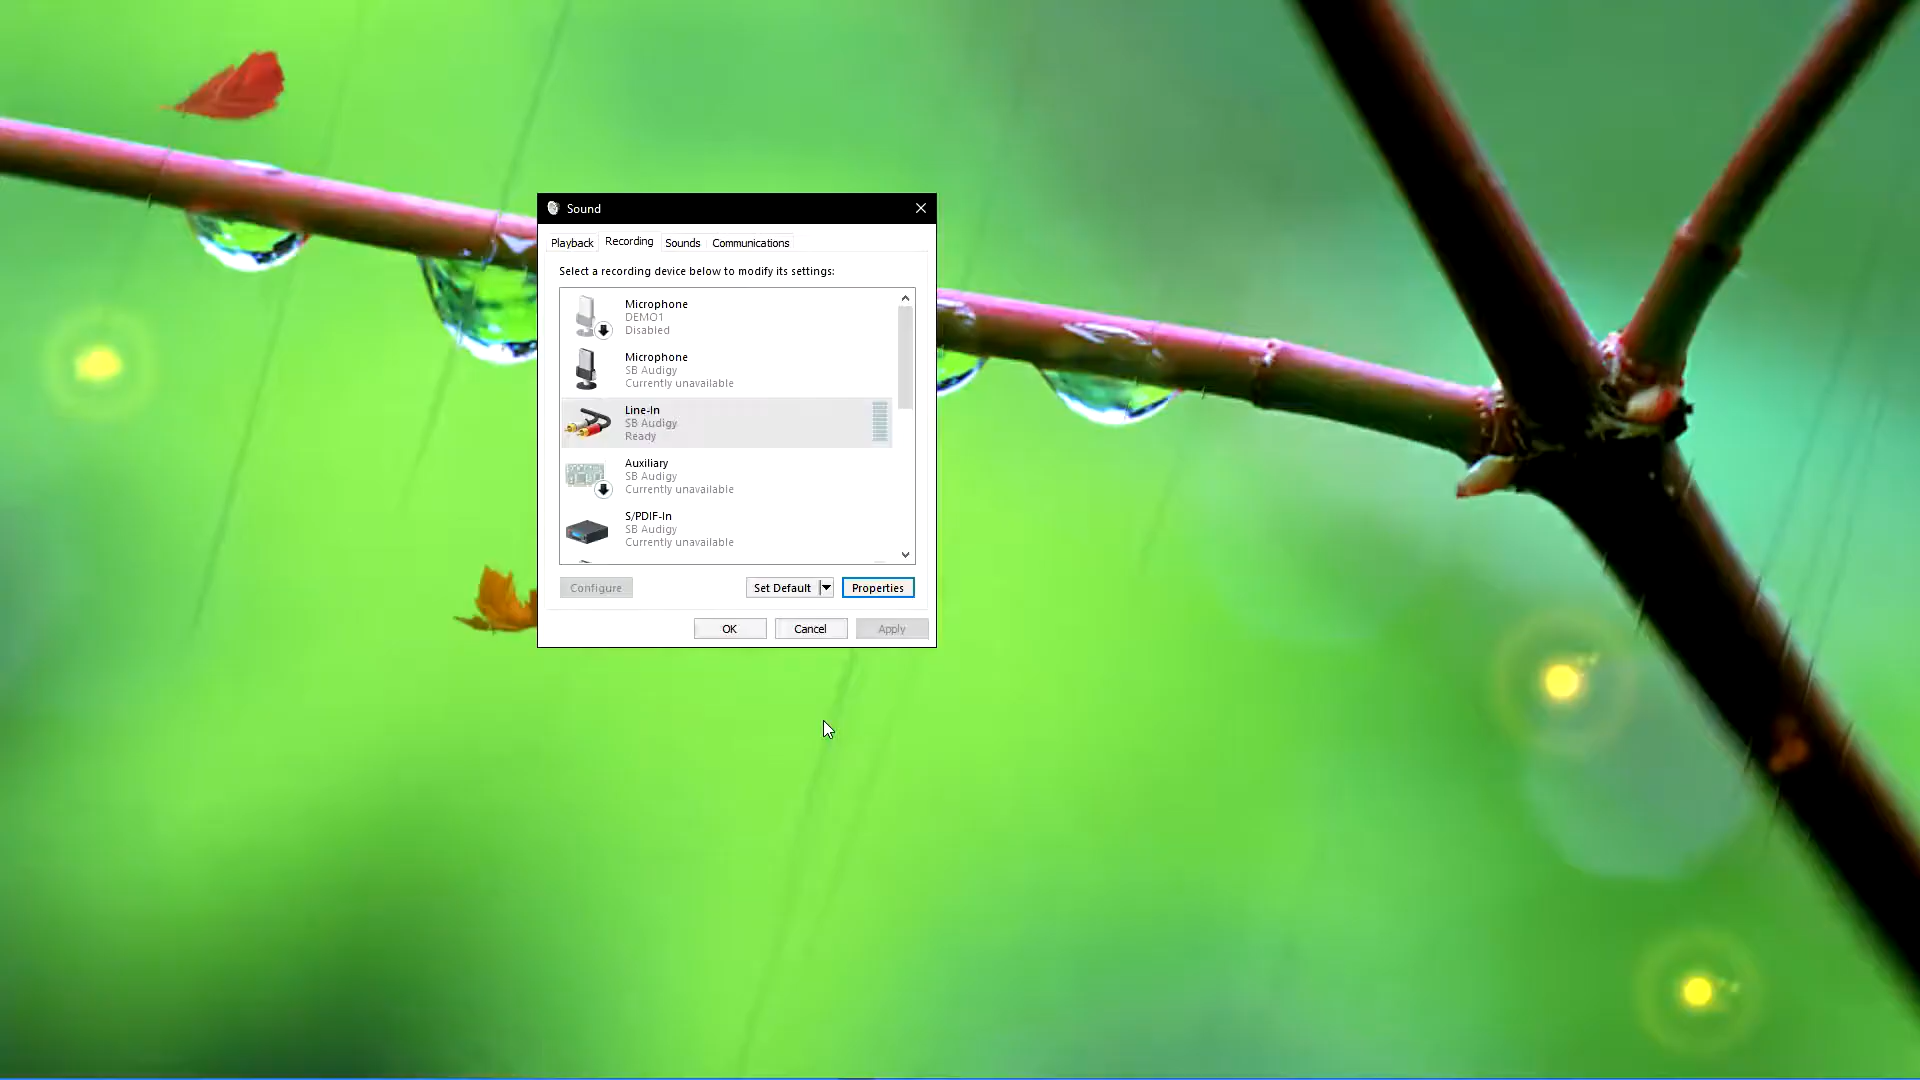 Sound
Playback
Recording
Sounds
Communications
Select a recording device below to modify its settings:
Microphone
DEMO1
Disabled
Microphone
SB Audigy
Currently unavailable
Line-In
SB Audigy
Ready
Auxiliary
SB Audigy
Currently unavailable
S/PDIF-In
SB Audigy
Currently unavailable
Configure
Set Default
Properties
OK
Cancel
Apply